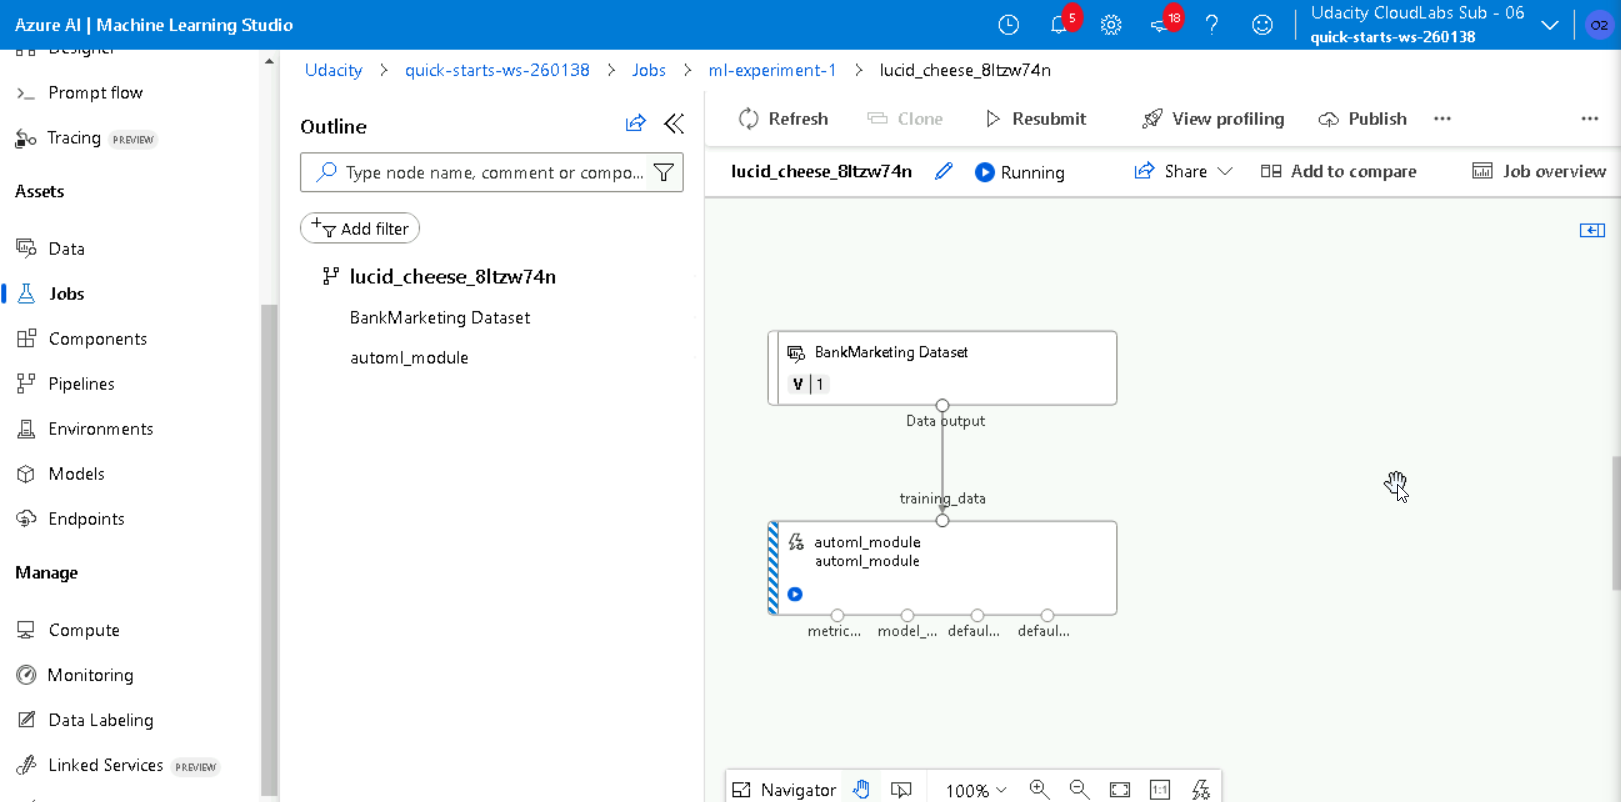 Azure AI | Machine Learning Studio
5
18
Udacity CloudLabs Sub - 06
quick-starts-ws-260138
O2
Designer
Prompt flow
Tracing PREVIEW
Assets
Data
Jobs
Components
Pipelines
Environments
Models
Endpoints
Manage
Compute
Monitoring
Data Labeling
Linked Services PREVIEW
Udacity > quick-starts-ws-260138 > Jobs > ml-experiment-1 > lucid_cheese_8ltzw74n
Outline
Type node name, comment or compo...
Add filter
lucid_cheese_8ltzw74n
BankMarketing Dataset
automl_module
Refresh Clone Resubmit View profiling Publish ... ...
lucid_cheese_8ltzw74n Running Share Add to compare Job overview
BankMarketing Dataset
V | 1
Data output
training_data
automl_module
automl_module
metric... model_... defaul... defaul...
Navigator 100% 1:1